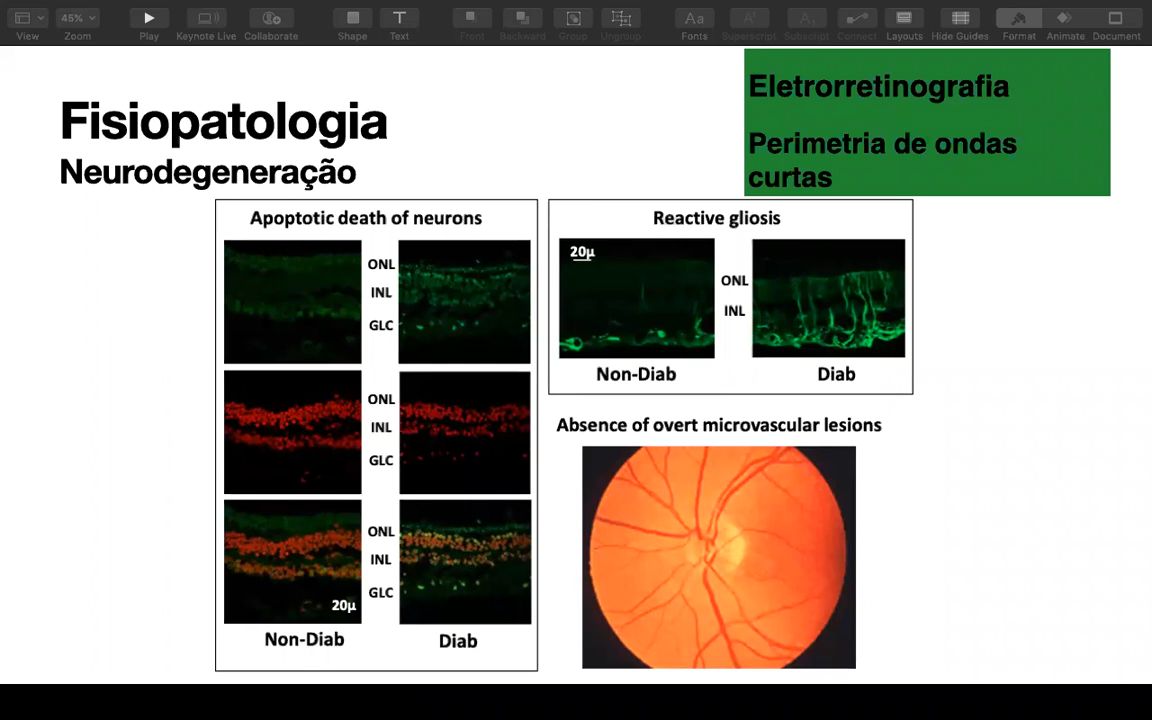 View
Zoom
45%
Play
Keynote Live
Collaborate
Shape
Text
Front
Backward
Group
Ungroup
Fonts
Superscript
Subscript
Connect
Layouts
Hide Guides
Format
Animate
Document
Fisiopatologia
Neurodegeneração
Eletrorretinografia
Perimetria de ondas
curtas
Apoptotic death of neurons
ONL
INL
GLC
ONL
INL
GLC
ONL
INL
GLC
20µ
Non-Diab
Diab
Reactive gliosis
20µ
ONL
INL
Non-Diab
Diab
Absence of overt microvascular lesions